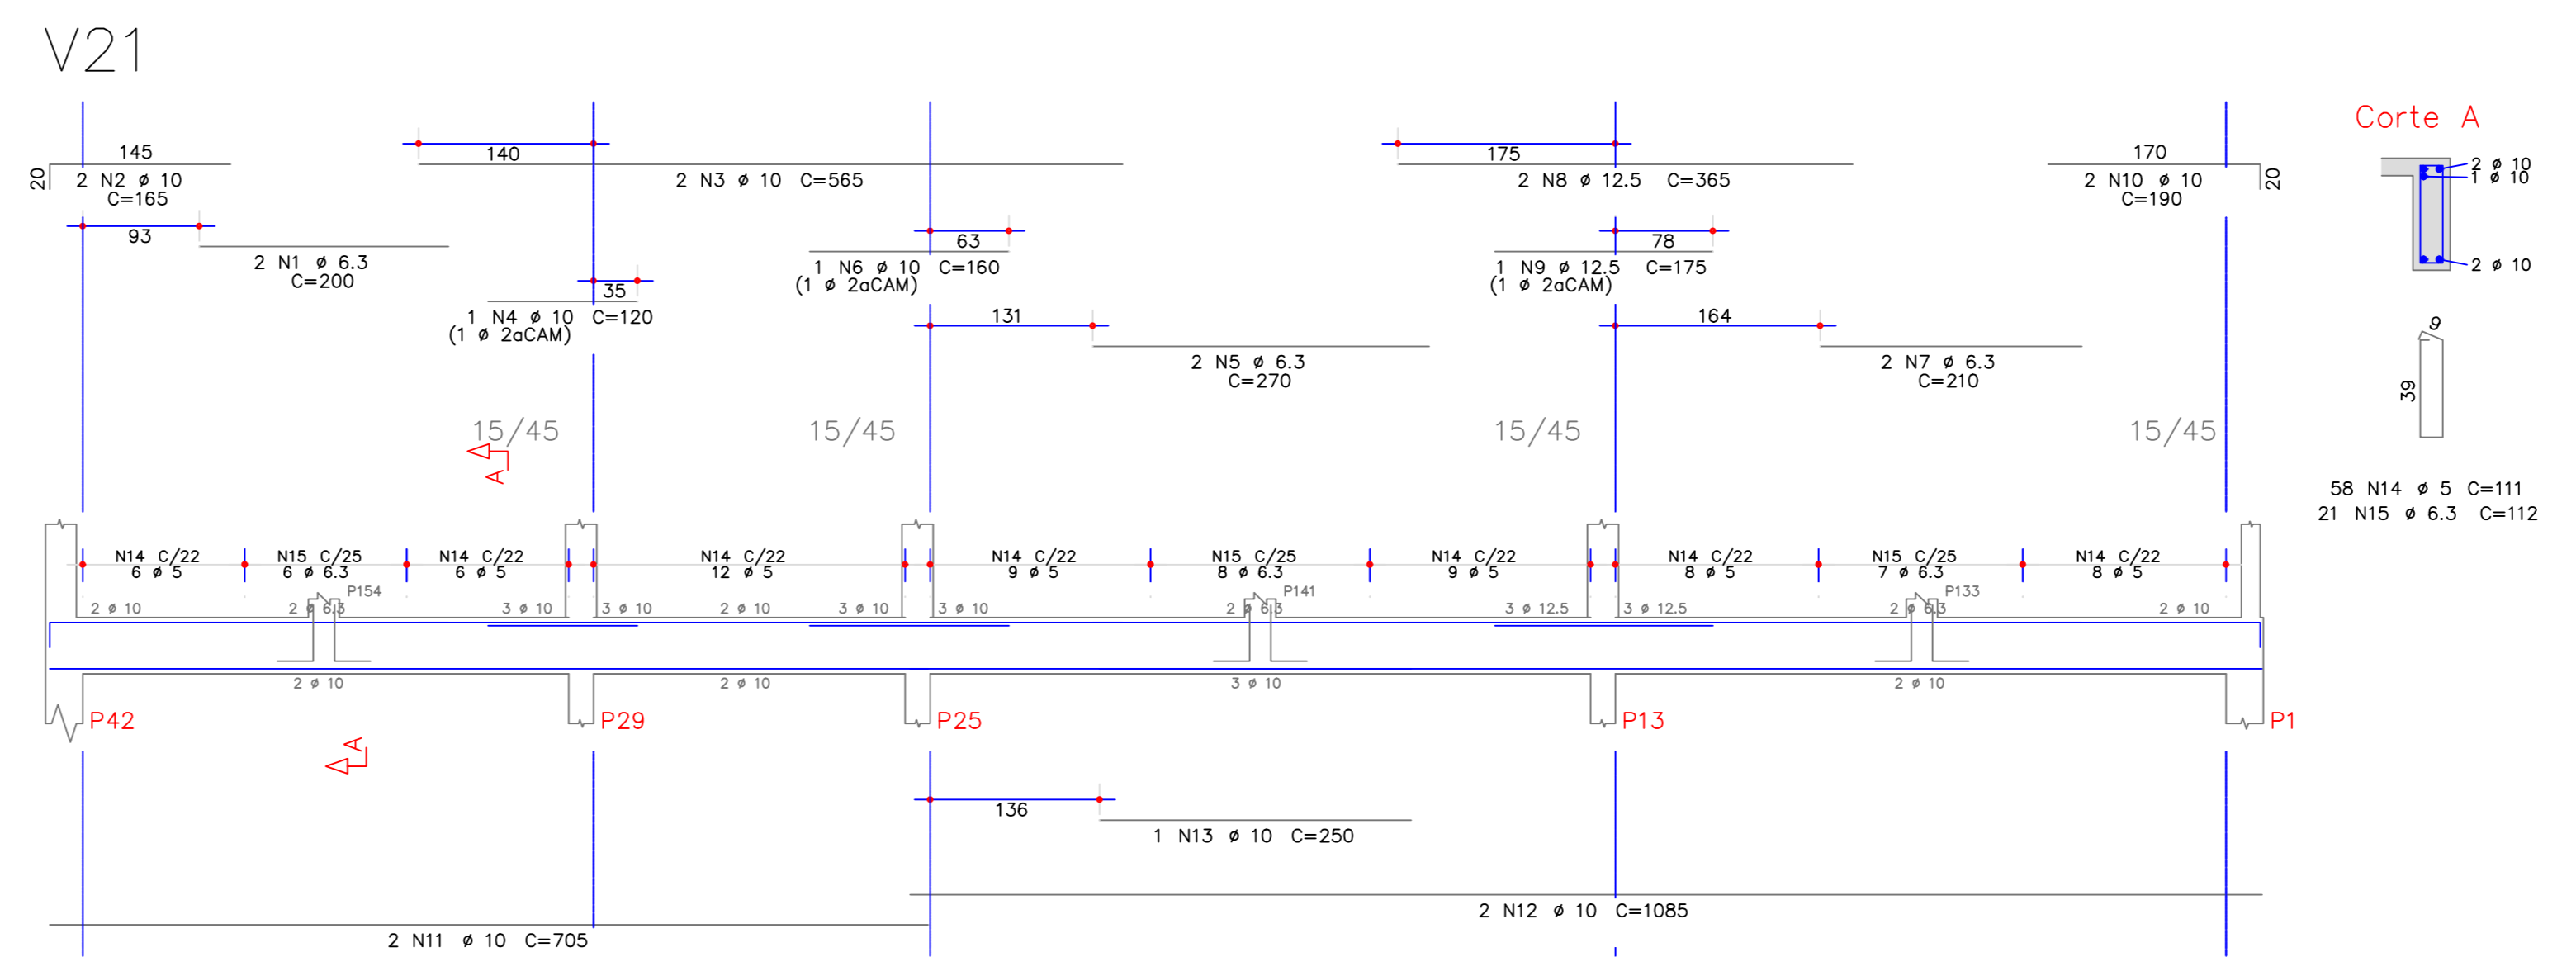 V21
Corte A
145
140
175
170
20
2 N2 ø 10
C=165
2 N3 ø 10 C=565
2 N8 ø 12.5 C=365
2 N10 ø 10
C=190
20
2 ø 10
1 ø 10
2 ø 10
93
2 N1 ø 6.3
C=200
63
1 N6 ø 10 C=160
(1 ø 2aCAM)
78
1 N9 ø 12.5 C=175
(1 ø 2aCAM)
35
1 N4 ø 10 C=120
(1 ø 2aCAM)
131
2 N5 ø 6.3
C=270
164
2 N7 ø 6.3
C=210
9
39
15/45
15/45
15/45
15/45
A
58 N14 ø 5 C=111
21 N15 ø 6.3 C=112
N14 C/22
6 ø 5
N15 C/25
6 ø 6.3
N14 C/22
6 ø 5
N14 C/22
12 ø 5
N14 C/22
9 ø 5
N15 C/25
8 ø 6.3
N14 C/22
9 ø 5
N14 C/22
8 ø 5
N15 C/25
7 ø 6.3
N14 C/22
8 ø 5
P154
P141
P133
2 ø 10
2 ø 6.3
3 ø 10
3 ø 10
2 ø 10
3 ø 10
3 ø 10
2 ø 6.3
3 ø 12.5
3 ø 12.5
2 ø 6.3
2 ø 10
2 ø 10
2 ø 10
3 ø 10
2 ø 10
P42
P29
P25
P13
P1
A
136
1 N13 ø 10 C=250
2 N12 ø 10 C=1085
2 N11 ø 10 C=705